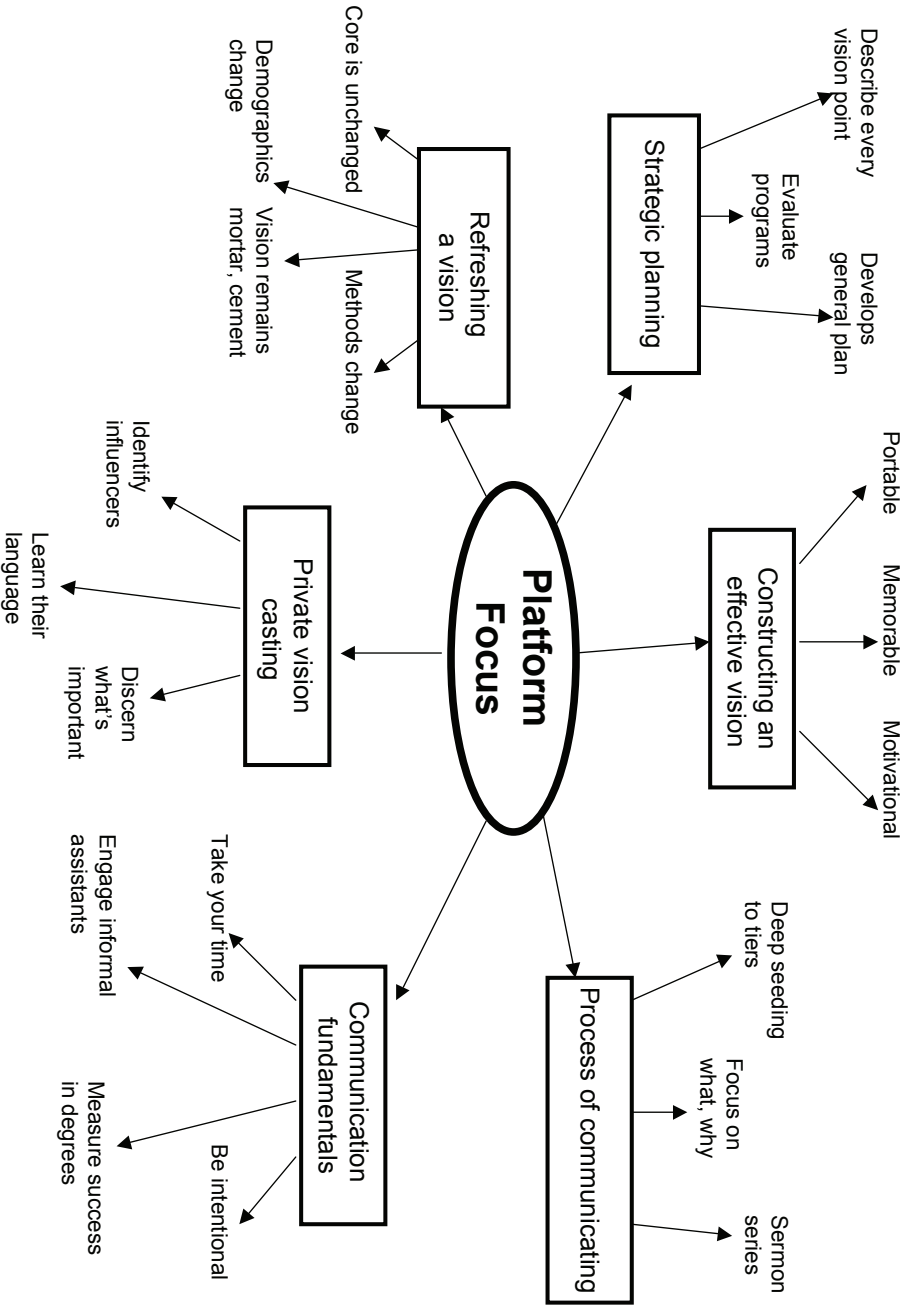 Describe every
vision point
Evaluate
programs
Develops
general plan
Strategic planning
Portable
Memorable
Motivational
Constructing an
effective vision
Deep seeding
to tiers
Focus on
what, why
Sermon
series
Process of communicating
Platform
Focus
Refreshing
a vision
Core is unchanged
Demographics
change
Vision remains
mortar, cement
Methods change
Private vision
casting
Identify
influencers
Learn their
language
Discern
what's
important
Communication
fundamentals
Take your time
Engage informal
assistants
Measure success
in degrees
Be intentional